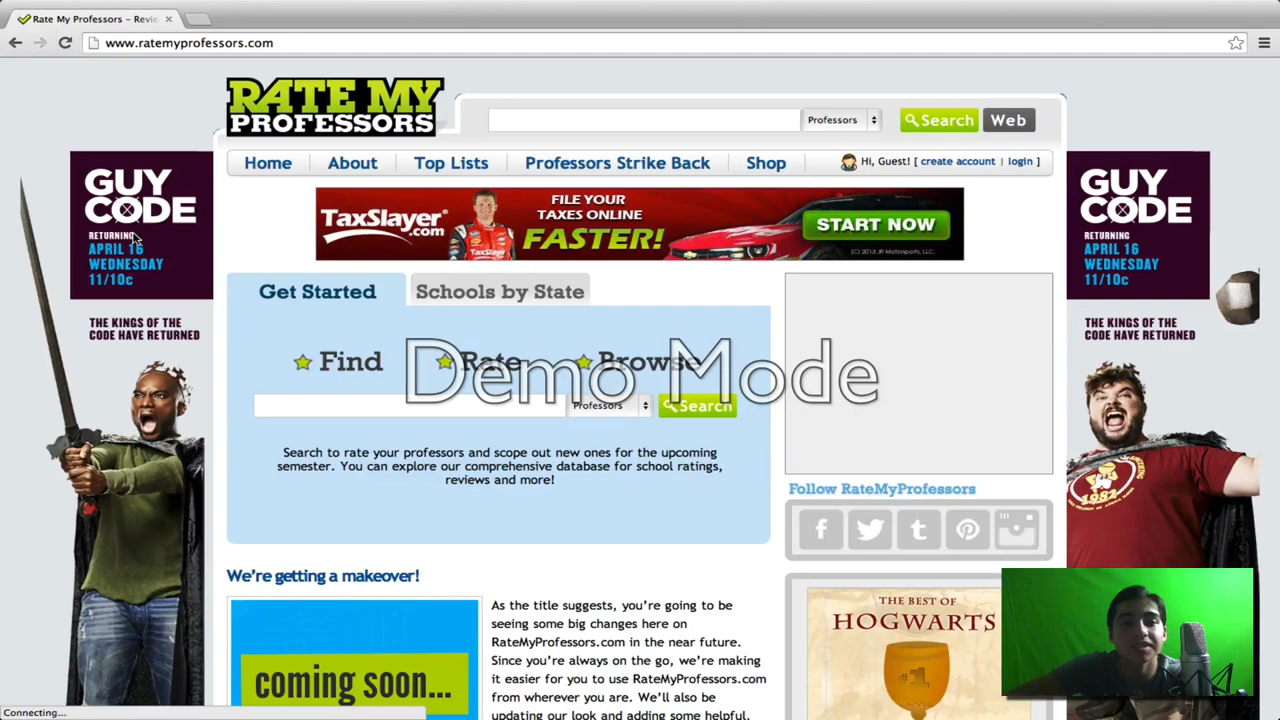 Rate My Professors – Revie
www.ratemyprofessors.com
RATE MY
PROFESSORS
Professors
Search
Web
Home
About
Top Lists
Professors Strike Back
Shop
Hi, Guest! [ create account | login ]
GUY
CODE
RETURNING
APRIL 16
WEDNESDAY
11/10c
THE KINGS OF THE
CODE HAVE RETURNED
TaxSlayer
.com
FILE YOUR
TAXES ONLINE
FASTER!
START NOW
(C) 2013 JR Motorsports, LLC.
GUY
CODE
RETURNING
APRIL 16
WEDNESDAY
11/10c
THE KINGS OF THE
CODE HAVE RETURNED
Get Started
Schools by State
Find
Rate
Browse
Demo Mode
Professors
Search
Search to rate your professors and scope out new ones for the upcoming
semester. You can explore our comprehensive database for school ratings,
reviews and more!
Follow RateMyProfessors
We're getting a makeover!
coming soon...
As the title suggests, you're going to be
seeing some big changes here on
RateMyProfessors.com in the near future.
Since you're always on the go, we're making
it easier for you to use RateMyProfessors.com
from wherever you are. We'll also be
updating our look and adding some helpful,
THE BEST OF
HOGWARTS
#1
1982
Connecting...